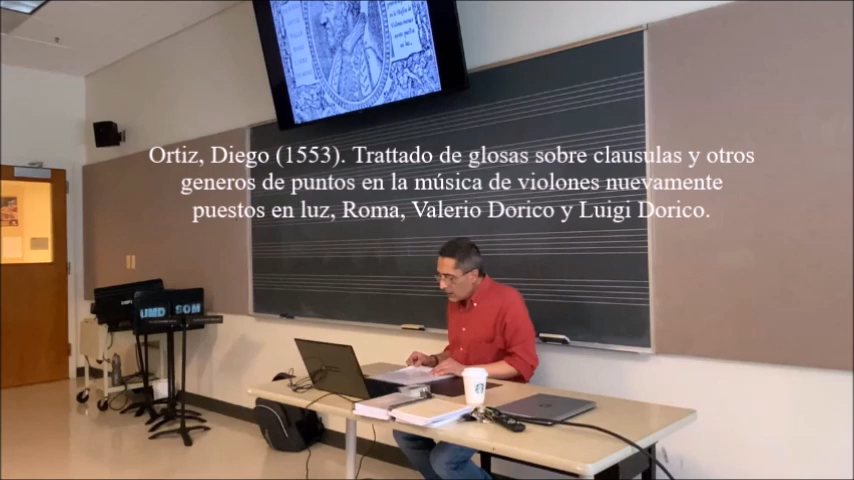 Ortiz, Diego (1553). Trattado de glosas sobre clausulas y otros
generos de puntos en la música de violones nuevamente
puestos en luz, Roma, Valerio Dorico y Luigi Dorico.
UMD SOM